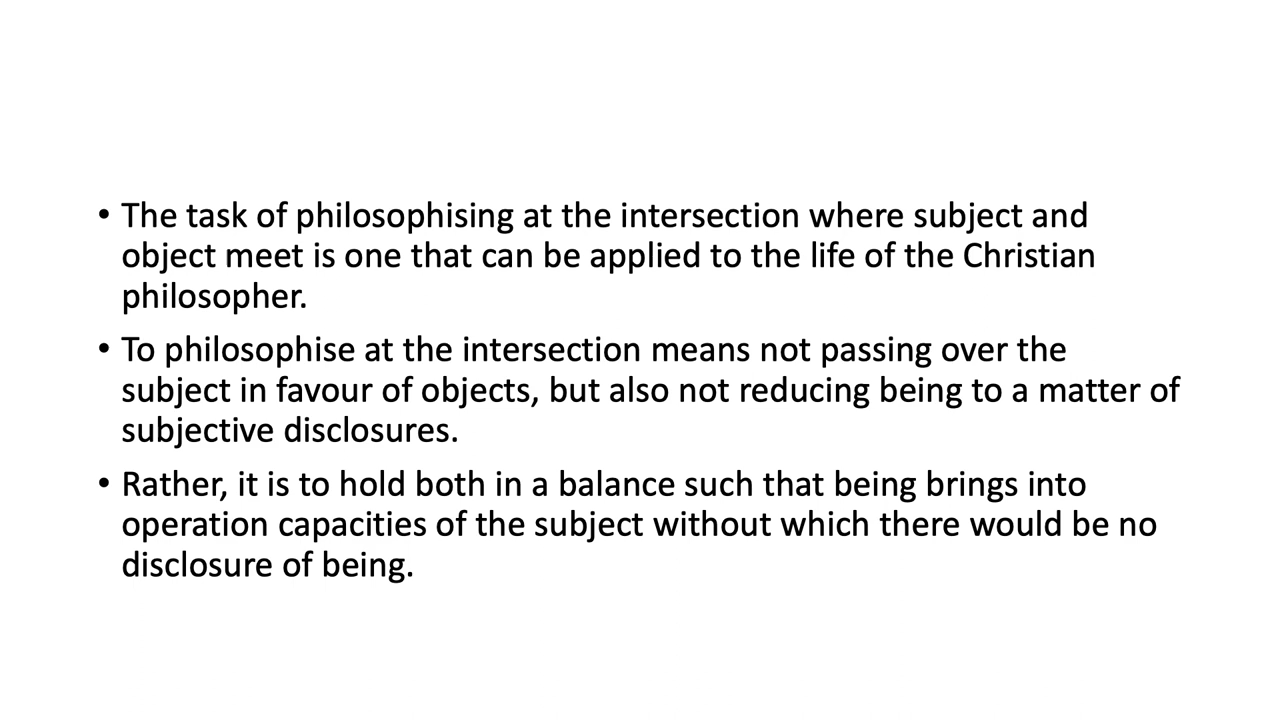 • The task of philosophising at the intersection where subject and
object meet is one that can be applied to the life of the Christian
philosopher.
• To philosophise at the intersection means not passing over the
subject in favour of objects, but also not reducing being to a matter of
subjective disclosures.
• Rather, it is to hold both in a balance such that being brings into
operation capacities of the subject without which there would be no
disclosure of being.